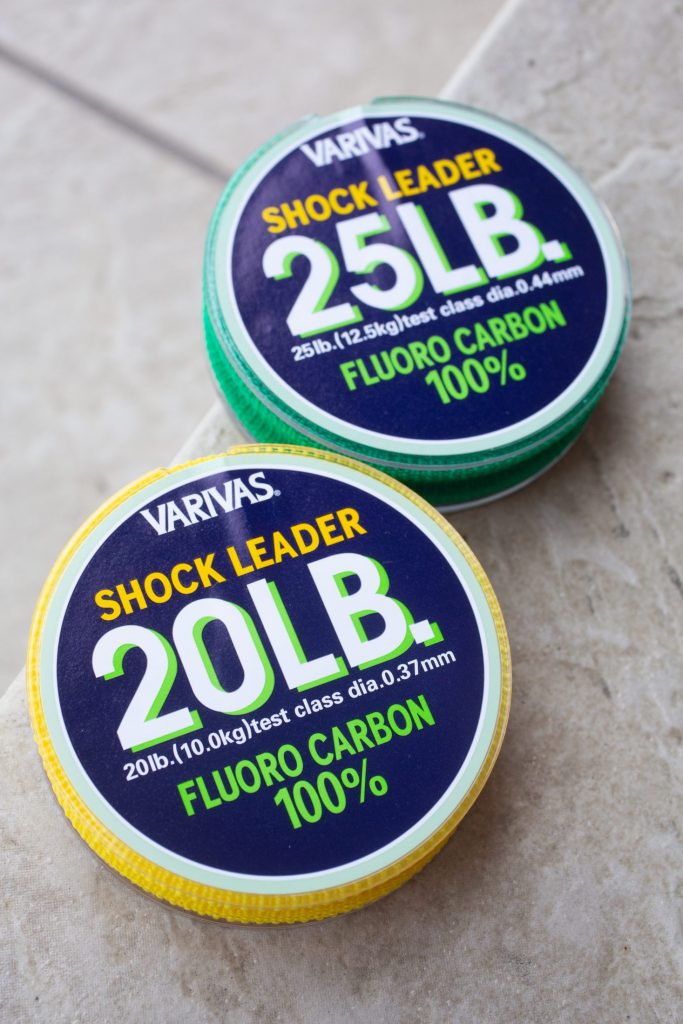 VARIVAS®
SHOCK LEADER
25LB.
25lb.(12.5kg)test class dia.0.44mm
FLUORO CARBON
100%
VARIVAS®
SHOCK LEADER
20LB.
20lb.(10.0kg)test class dia.0.37mm
FLUORO CARBON
100%